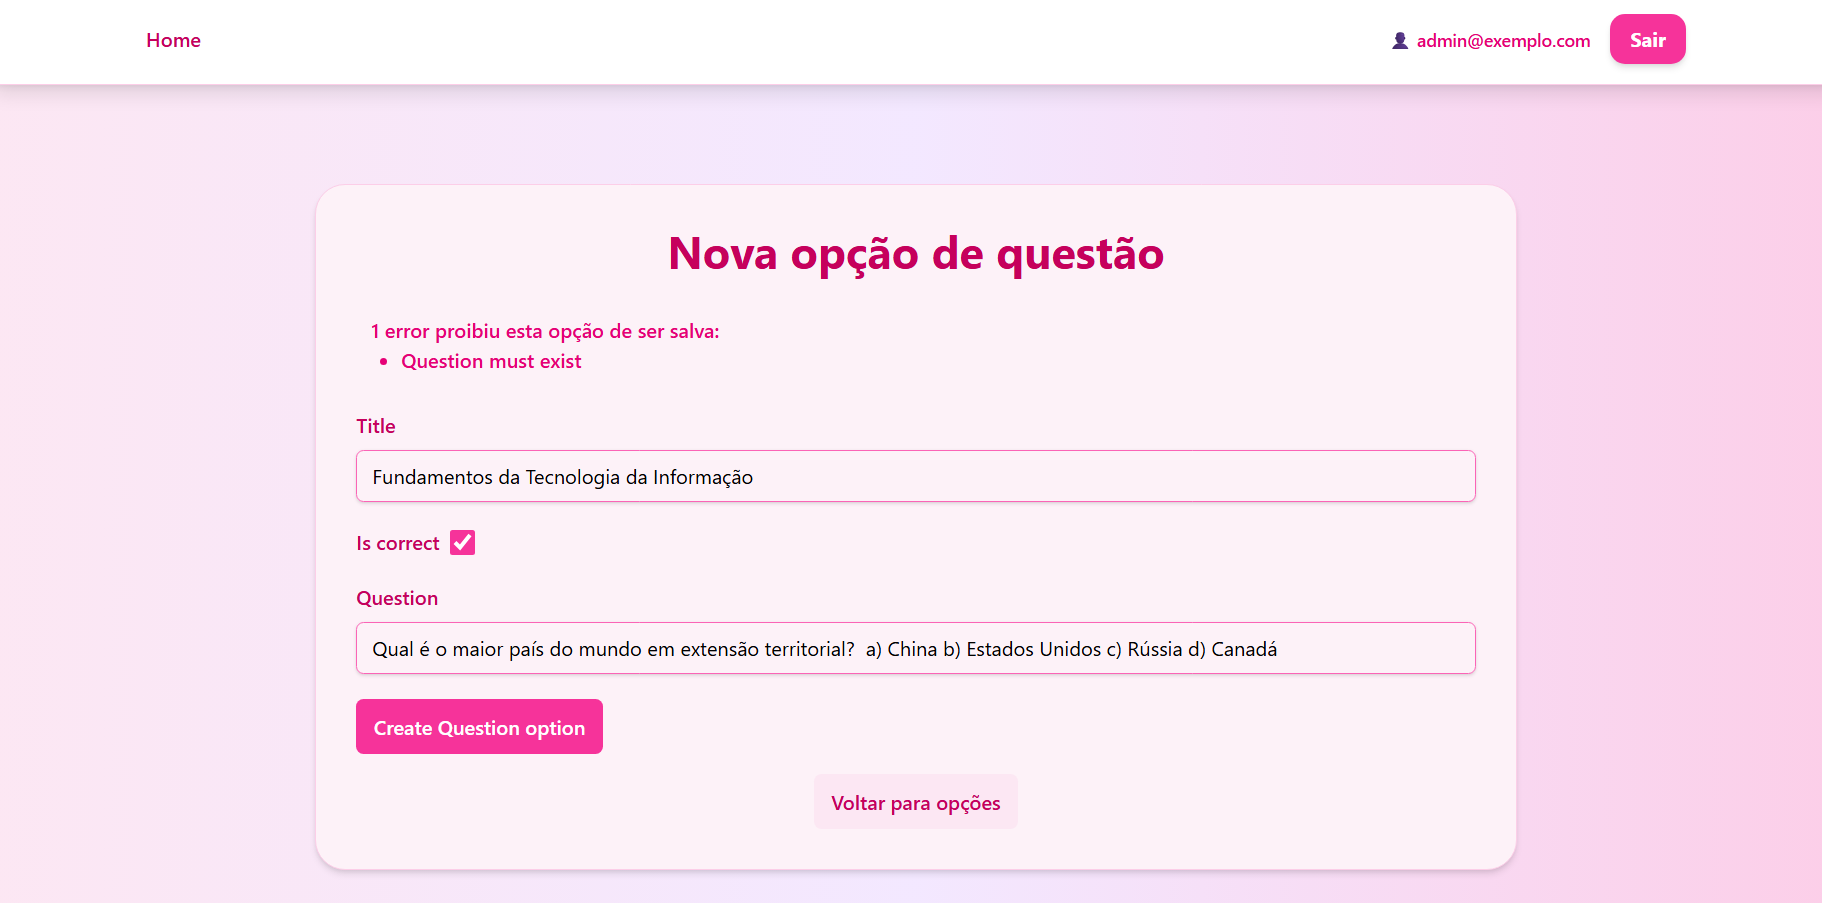 Home
admin@exemplo.com
Sair
Nova opção de questão
1 error proibiu esta opção de ser salva:
Question must exist
Title
Fundamentos da Tecnologia da Informação
Is correct
Question
Qual é o maior país do mundo em extensão territorial?  a) China b) Estados Unidos c) Rússia d) Canadá
Create Question option
Voltar para opções